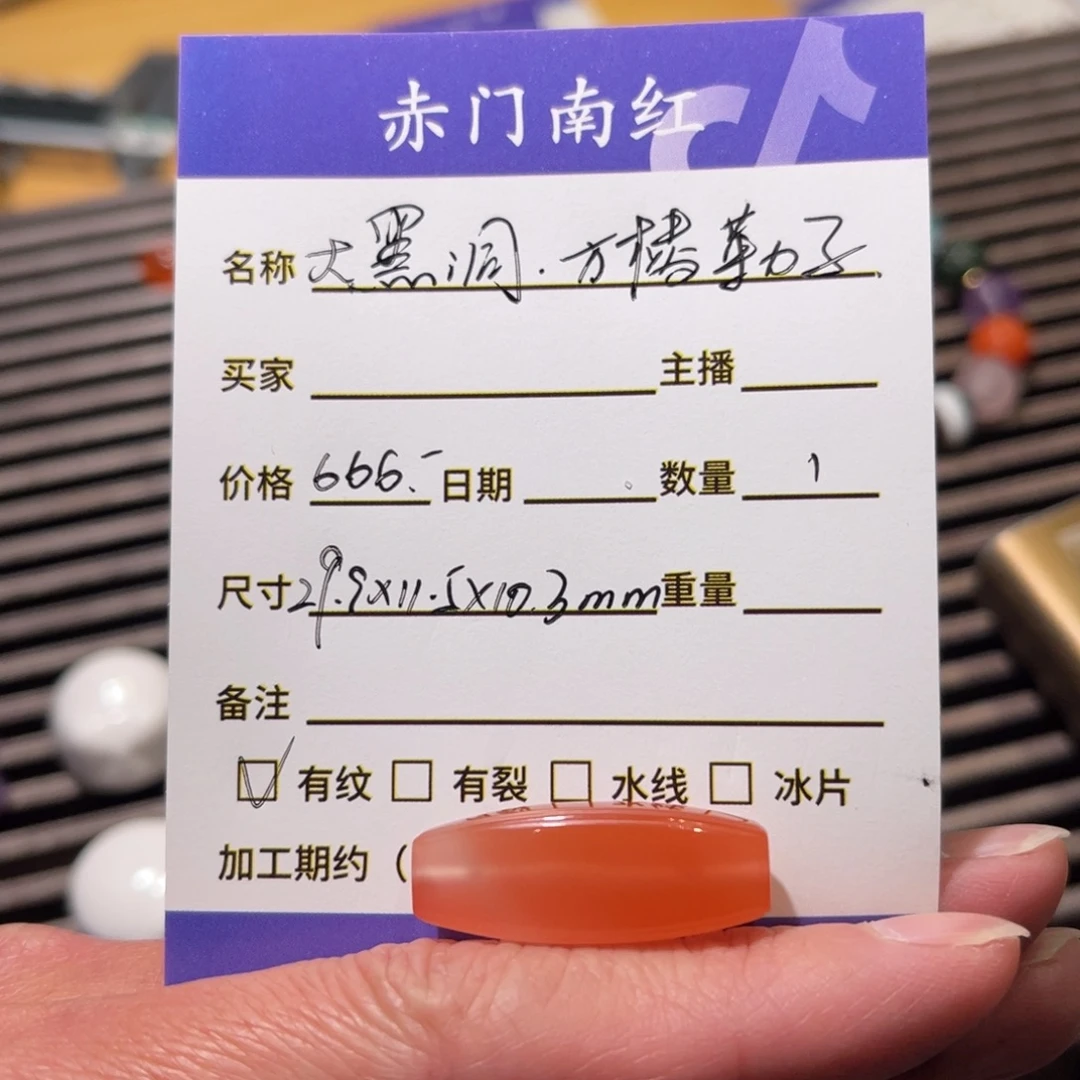 赤门南红
名称 大黑洞.方椿勒子
买家 主播
价格 666.- 日期 数量 1
尺寸 29.9x11.5x10.3mm 重量
备注
☑ 有纹 □ 有裂 □ 水线 □ 冰片
加工期约（